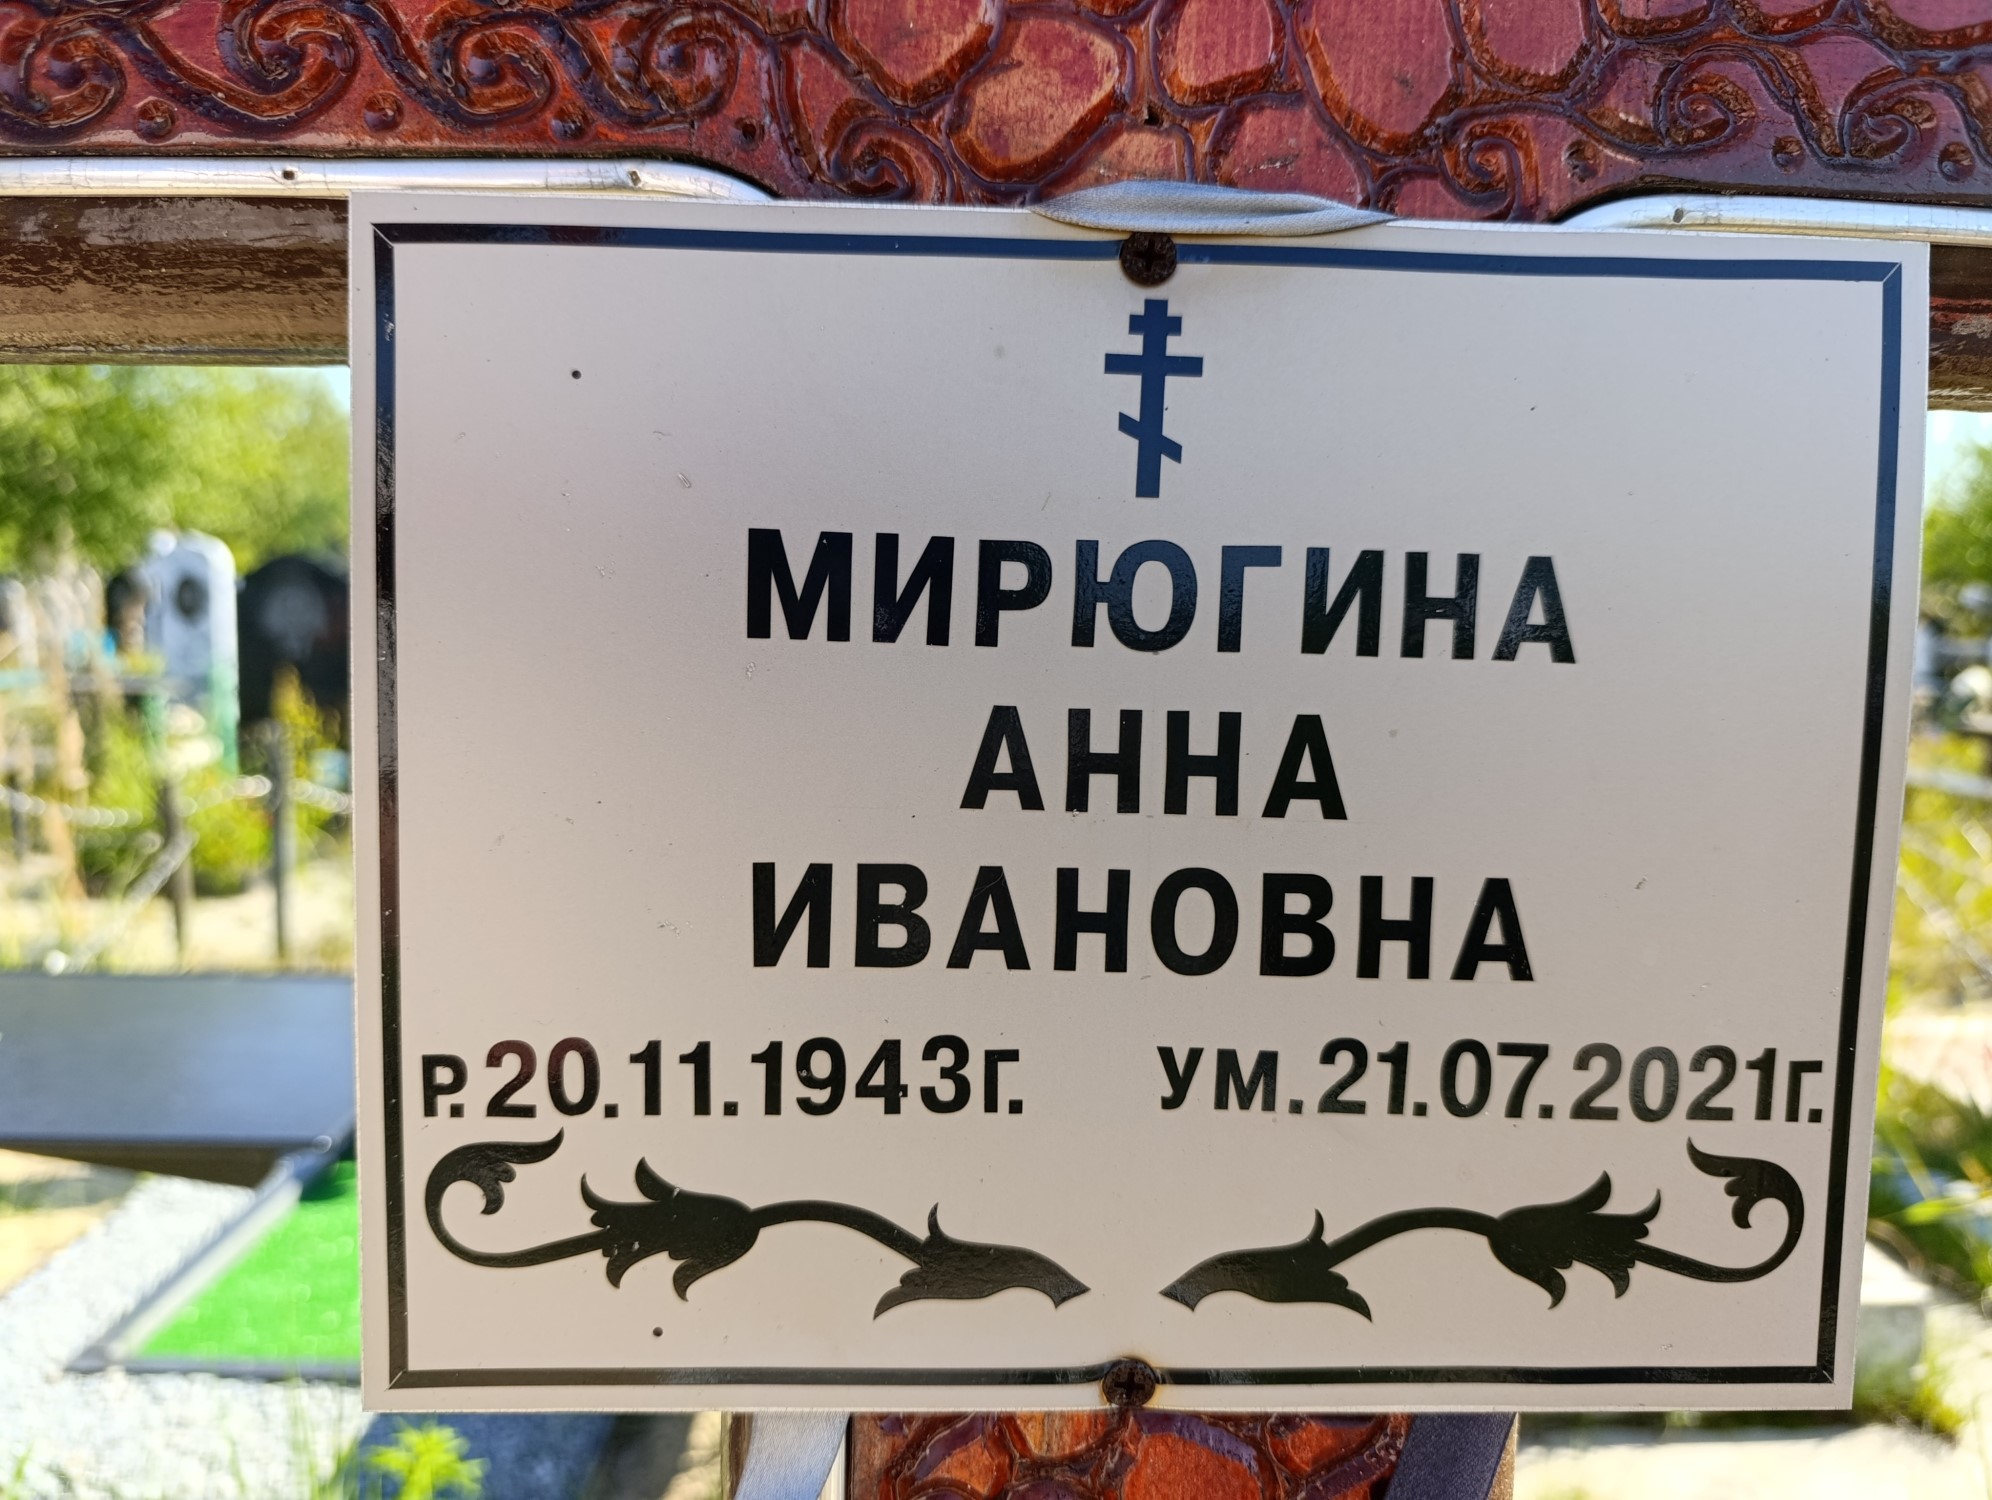 МИРЮГИНА
АННА
ИВАНОВНА
Р.20.11.1943Г. УМ.21.07.2021Г.